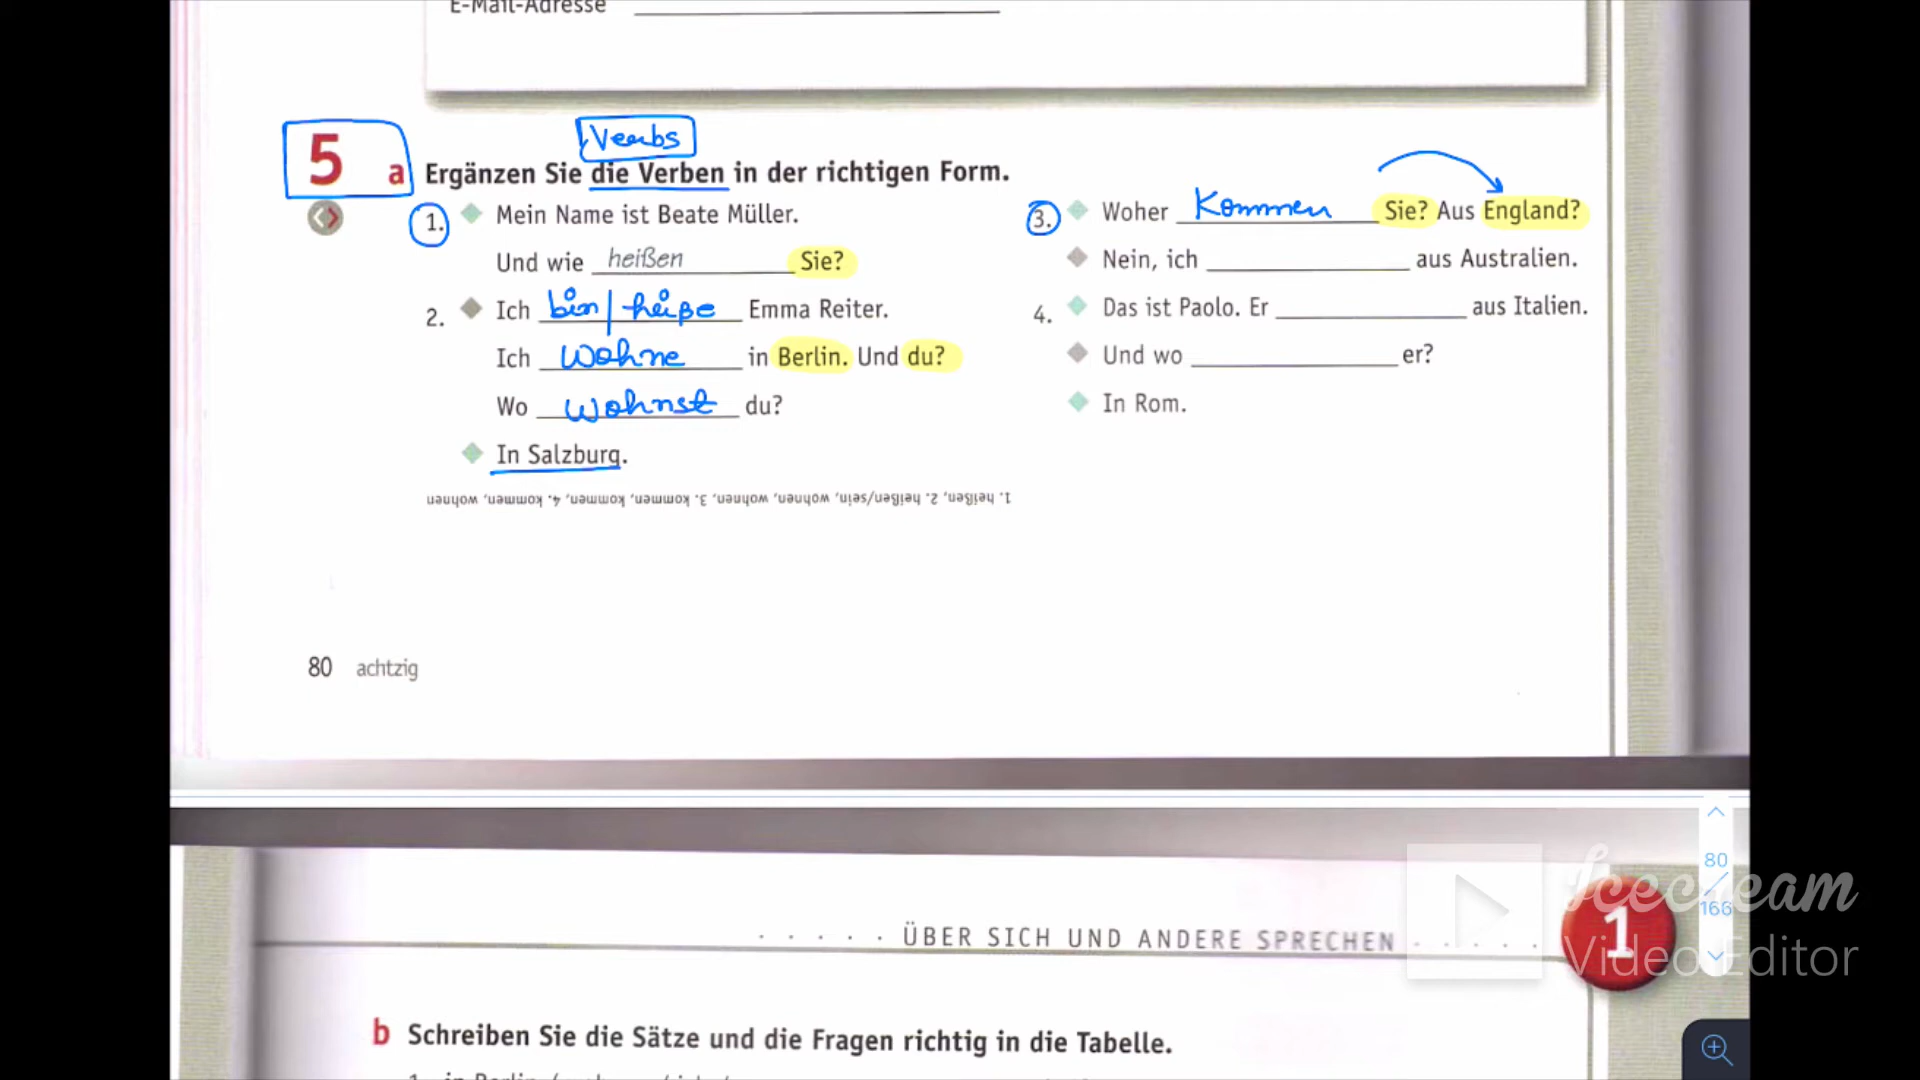 E-Mail-Adresse
Verbs
5 a Ergänzen Sie die Verben in der richtigen Form.
1. Mein Name ist Beate Müller.
Und wie heißen Sie?
2. Ich bin | heiße Emma Reiter.
Ich wohne in Berlin. Und du?
Wo wohnst du?
In Salzburg.
1. heißen, 2. heißen/sein, wohnen, wohnen, 3. kommen, kommen, 4. kommen, wohnen
3. Woher Kommen Sie? Aus England?
Nein, ich aus Australien.
4. Das ist Paolo. Er aus Italien.
Und wo er?
In Rom.
80 achtzig
80
166
Icecream
Video Editor
ÜBER SICH UND ANDERE SPRECHEN 1
b Schreiben Sie die Sätze und die Fragen richtig in die Tabelle.